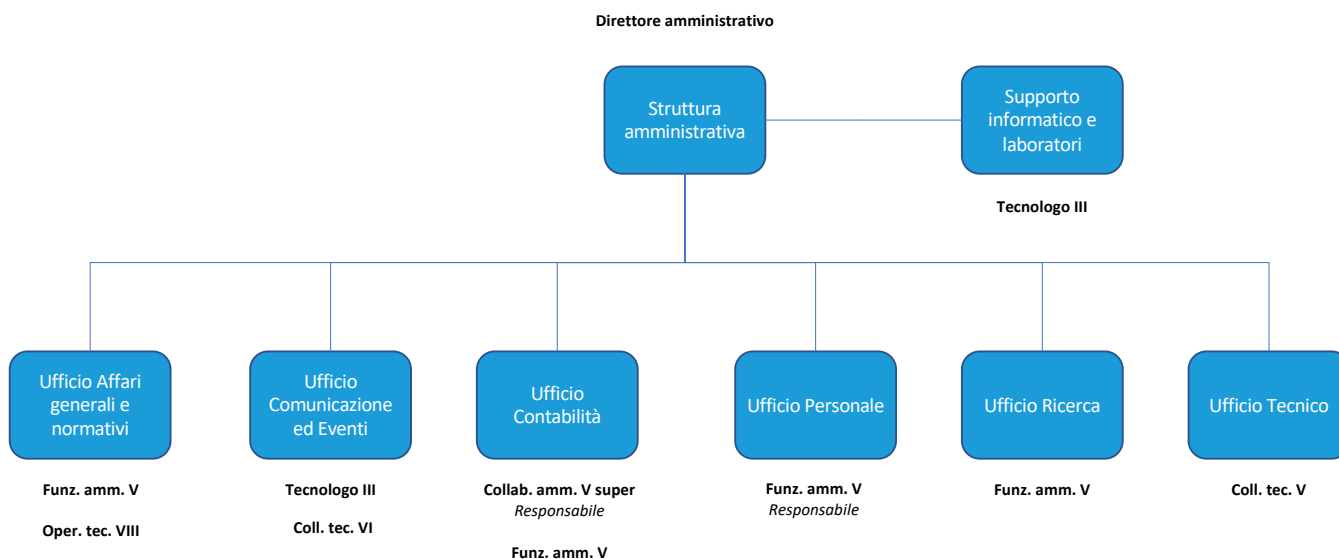 Direttore amministrativo
Struttura
amministrativa
Supporto
informatico e
laboratori
Tecnologo III
Ufficio Affari
generali e
normativi
Ufficio
Comunicazione
ed Eventi
Ufficio
Contabilità
Ufficio Personale
Ufficio Ricerca
Ufficio Tecnico
Funz. amm. V
Oper. tec. VIII
Tecnologo III
Coll. tec. VI
Collab. amm. V super
Responsabile
Funz. amm. V
Funz. amm. V
Responsabile
Funz. amm. V
Coll. tec. V